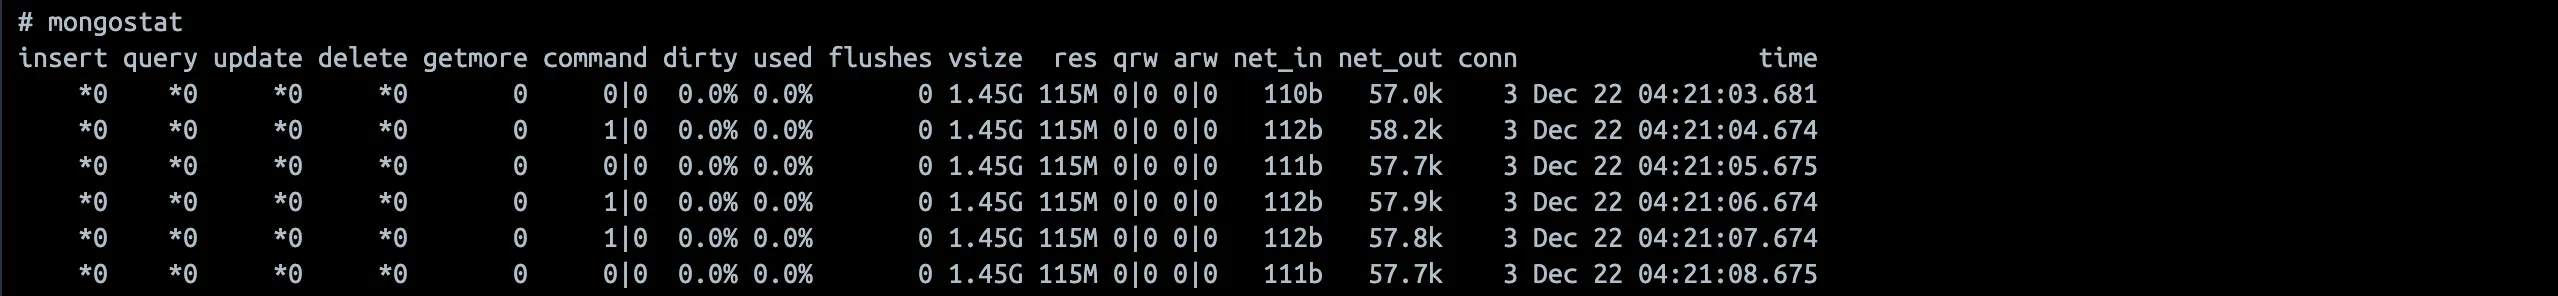 # mongostat
insert query update delete getmore command dirty used flushes vsize  res qrw arw net_in net_out conn                time
    *0    *0     *0     *0       0     0|0  0.0% 0.0%       0 1.45G 115M 0|0 0|0   110b   57.0k    3 Dec 22 04:21:03.681
    *0    *0     *0     *0       0     1|0  0.0% 0.0%       0 1.45G 115M 0|0 0|0   112b   58.2k    3 Dec 22 04:21:04.674
    *0    *0     *0     *0       0     0|0  0.0% 0.0%       0 1.45G 115M 0|0 0|0   111b   57.7k    3 Dec 22 04:21:05.675
    *0    *0     *0     *0       0     1|0  0.0% 0.0%       0 1.45G 115M 0|0 0|0   112b   57.9k    3 Dec 22 04:21:06.674
    *0    *0     *0     *0       0     1|0  0.0% 0.0%       0 1.45G 115M 0|0 0|0   112b   57.8k    3 Dec 22 04:21:07.674
    *0    *0     *0     *0       0     0|0  0.0% 0.0%       0 1.45G 115M 0|0 0|0   111b   57.7k    3 Dec 22 04:21:08.675